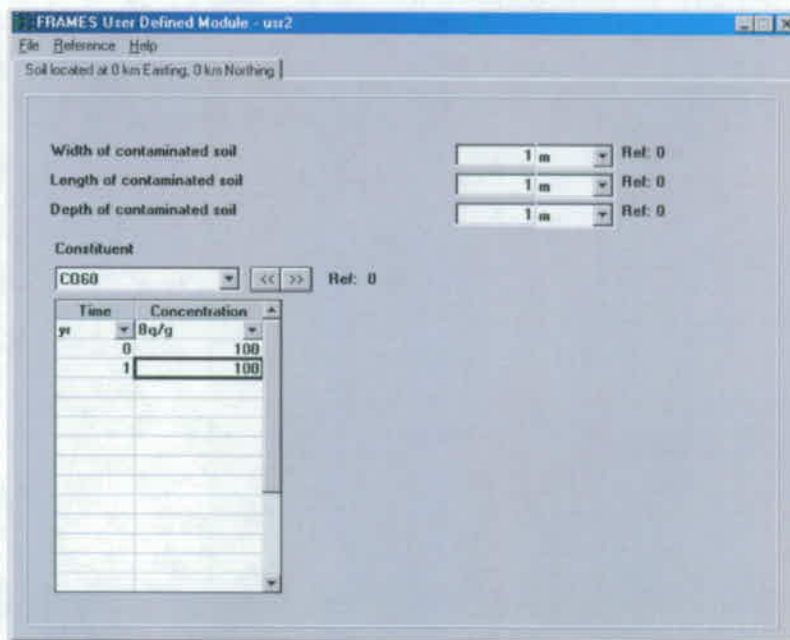 FRAMES User Defined Module - usr2
File Reference Help
Soil located at 0 km Easting, 0 km Northing
Width of contaminated soil 1 m Ref: 0
Length of contaminated soil 1 m Ref: 0
Depth of contaminated soil 1 m Ref: 0
Constituent
CO60 << >> Ref: 0
Time Concentration
yr Bq/g
0 100
1 100